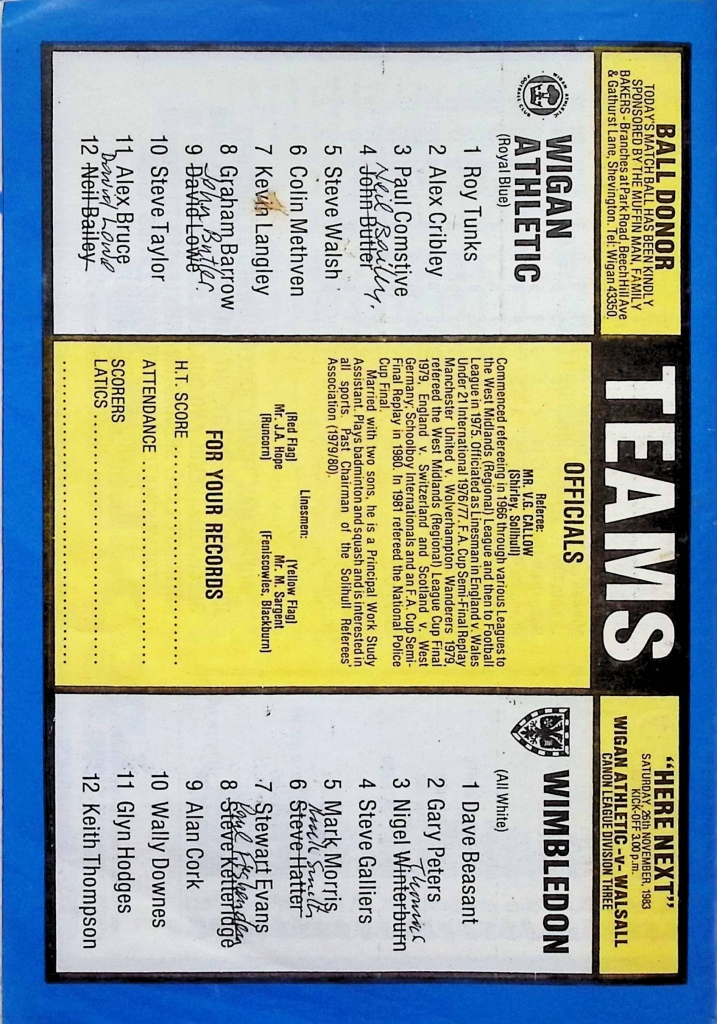 BALL DONOR
TODAY'S MATCH BALL HAS BEEN KINDLY
SPONSORED BY THE MUFFIN MAN, FAMILY
BAKERS - Branches at Park Road, Beech Hill Ave
& Gathurst Lane, Shevington. Tel: Wigan 43350.
TEAMS
"HERE NEXT"
SATURDAY, 26th NOVEMBER, 1983
KICK-OFF 3.00 p.m.
WIGAN ATHLETIC -v- WALSALL
CANON LEAGUE DIVISION THREE
WIGAN ATHLETIC
FOOTBALL CLUB
WIGAN
ATHLETIC
(Royal Blue)
1 Roy Tunks
2 Alex Cribley
3 Paul Comstive
Neil Bailey.
4 John Butler
5 Steve Walsh
6 Colin Methven
7 Kevin Langley
8 Graham Barrow
John Butler.
9 David Lowe
10 Steve Taylor
11 Alex Bruce
David Lowe
12 Neil Bailey
OFFICIALS
Referee:
MR. V.G. CALLOW
(Shirley, Solihull)
Commenced refereeing in 1966 through various Leagues to
the West Midlands (Regional) League and then to Football
League in 1975. Officiated as Linesman in England v. Wales
Under 21 International 1976/77 F.A. Cup Semi-Final Replay
Manchester United v. Wolverhampton Wanderers 1979,
refereed the West Midlands (Regional) League Cup Final
1979, England v. Switzerland and Scotland v. West
Germany, Schoolboy Internationals and an F.A. Cup Semi-
Final Replay in 1980. In 1981 refereed the National Police
Cup Final.
Married with two sons, he is a Principal Work Study
Assistant. Plays badminton and squash and is interested in
all sports. Past Chairman of the Solihull Referees'
Association (1979/80).
Linesmen:
(Red Flag)
Mr. J.A. Hope
(Runcorn)
(Yellow Flag)
Mr. M. Sargent
(Feniscowles, Blackburn)
FOR YOUR RECORDS
H.T. SCORE
ATTENDANCE
SCORERS
LATICS
WIMBLEDON
(All White)
1 Dave Beasant
2 Gary Peters
Thomas
3 Nigel Winterburn
4 Steve Galliers
5 Mark Morris
Smith
6 Steve Hatter
7 Stewart Evans
Paul Fishenden
8 Steve Ketteridge
9 Alan Cork
10 Wally Downes
11 Glyn Hodges
12 Keith Thompson